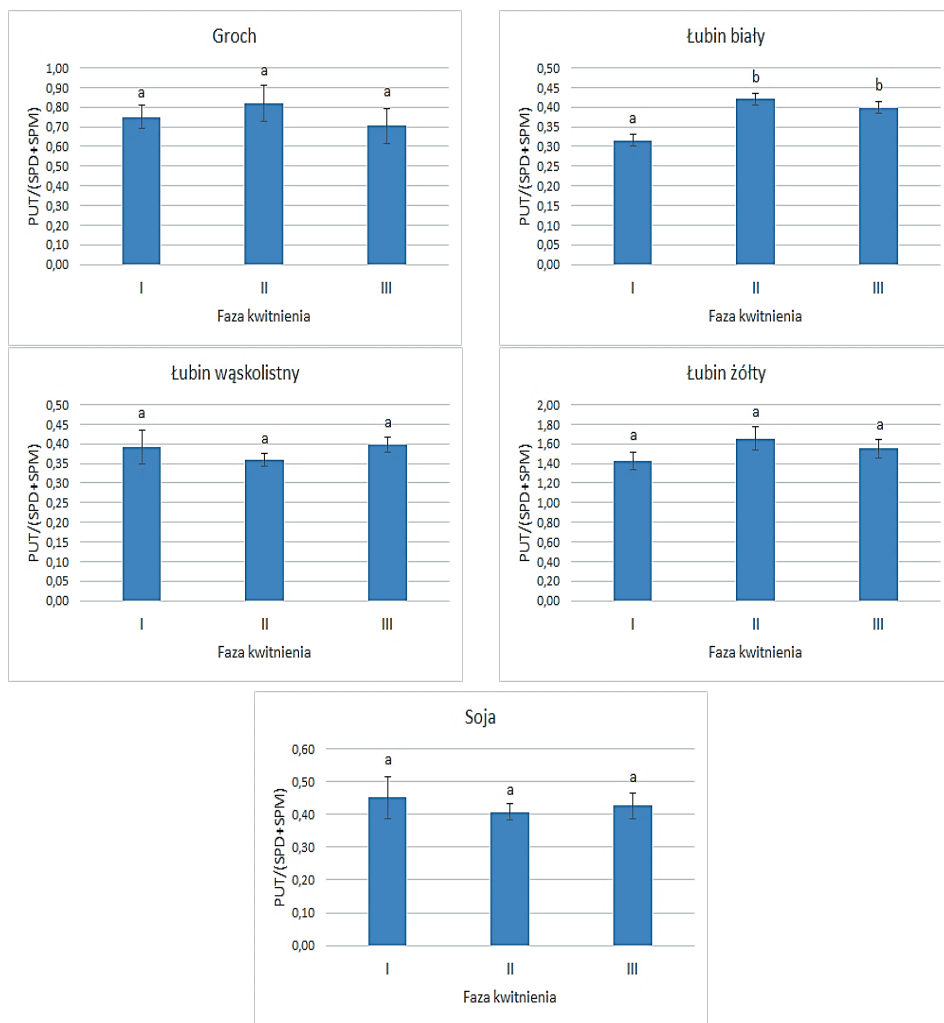 Groch
PUT/(SPD+SPM)
1,00
0,90
0,80
0,70
0,60
0,50
0,40
0,30
0,20
0,10
0,00
a
a
a
I
II
III
Faza kwitnienia
Łubin biały
PUT/(SPD+SPM)
0,50
0,45
0,40
0,35
0,30
0,25
0,20
0,15
0,10
0,05
0,00
a
b
b
I
II
III
Faza kwitnienia
Łubin wąskolistny
PUT/(SPD+SPM)
0,50
0,45
0,40
0,35
0,30
0,25
0,20
0,15
0,10
0,05
0,00
a
a
a
I
II
III
Faza kwitnienia
Łubin żółty
PUT/(SPD+SPM)
2,00
1,80
1,60
1,40
1,20
1,00
0,80
0,60
0,40
0,20
0,00
a
a
a
I
II
III
Faza kwitnienia
Soja
PUT/(SPD+SPM)
0,60
0,50
0,40
0,30
0,20
0,10
0,00
a
a
a
I
II
III
Faza kwitnienia